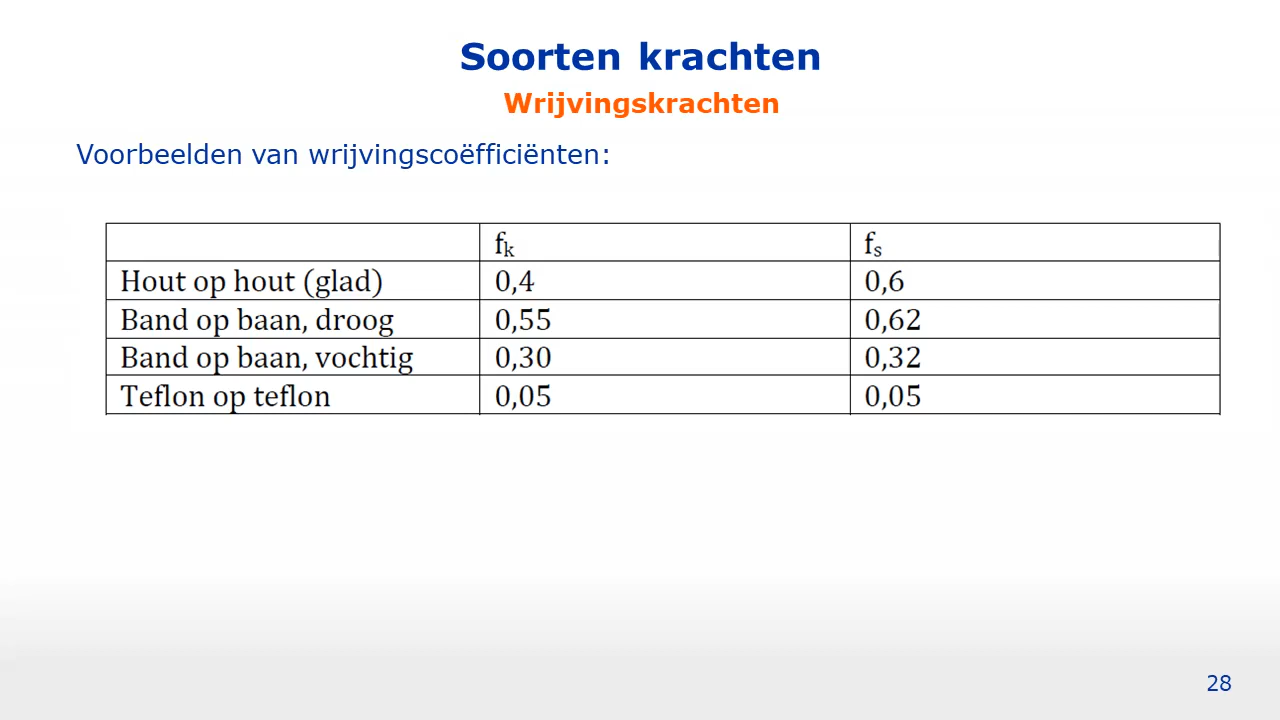 Soorten krachten
Wrijvingskrachten
Voorbeelden van wrijvingscoëfficiënten:
fk fs
Hout op hout (glad) 0,4 0,6
Band op baan, droog 0,55 0,62
Band op baan, vochtig 0,30 0,32
Teflon op teflon 0,05 0,05
28